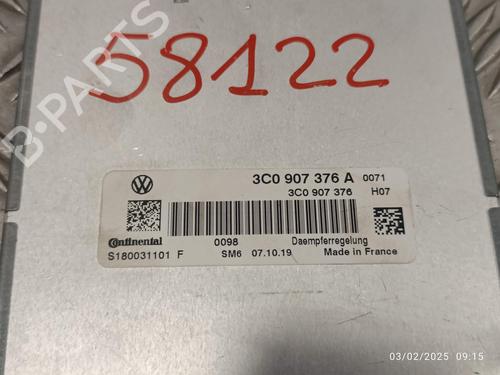 58122
B-PARTS
3C0 907 376 A 0071
3C0 907 376 H07
Continental 0098 Daempferregelung
S180031101 F SM6 07.10.19 Made in France
03/02/2025 09:15